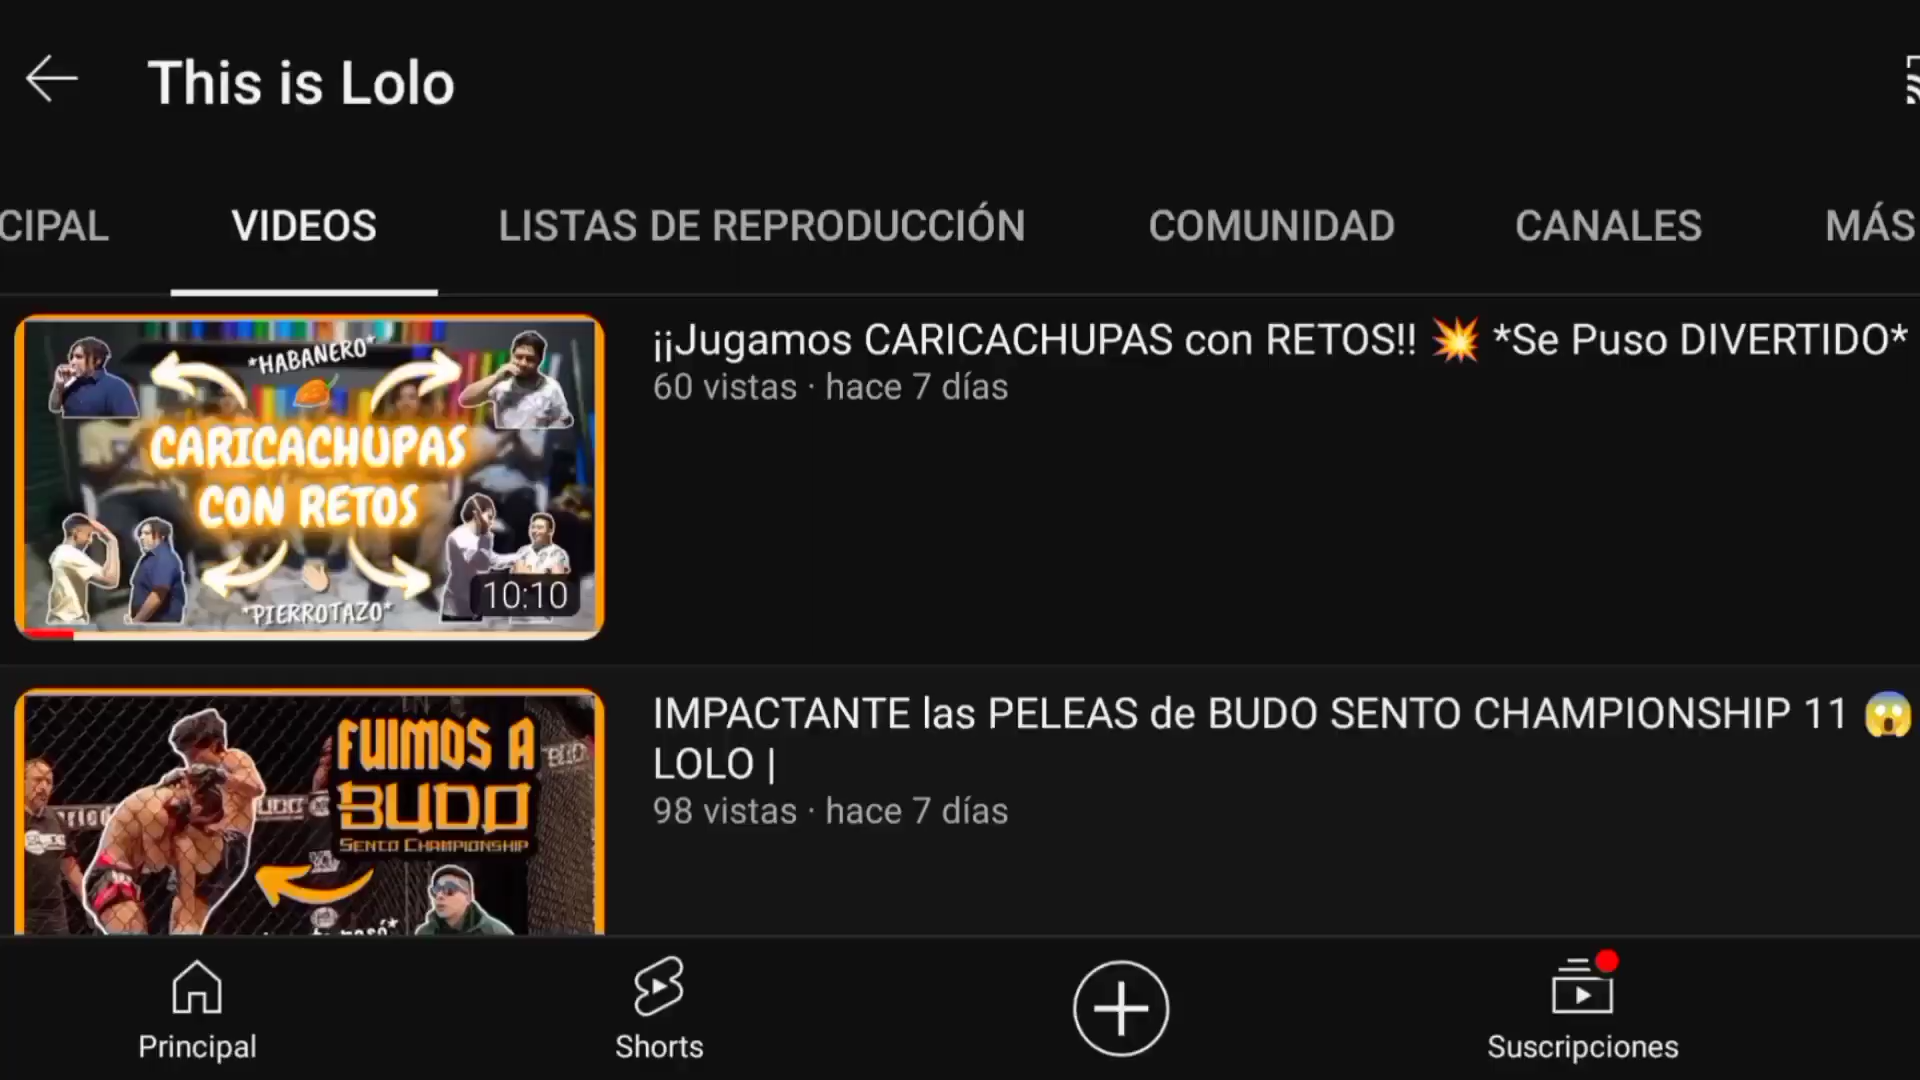 This is Lolo
CIPAL
VIDEOS
LISTAS DE REPRODUCCIÓN
COMUNIDAD
CANALES
MÁS
*HABANERO*
CARICACHUPAS
CON RETOS
*PIERROTAZO*
10:10
¡¡Jugamos CARICACHUPAS con RETOS!! 💥 *Se Puso DIVERTIDO*
60 vistas · hace 7 días
FUIMOS A
BUDO
SENTO CHAMPIONSHIP
IMPACTANTE las PELEAS de BUDO SENTO CHAMPIONSHIP 11 😱
LOLO |
98 vistas · hace 7 días
Principal
Shorts
Suscripciones